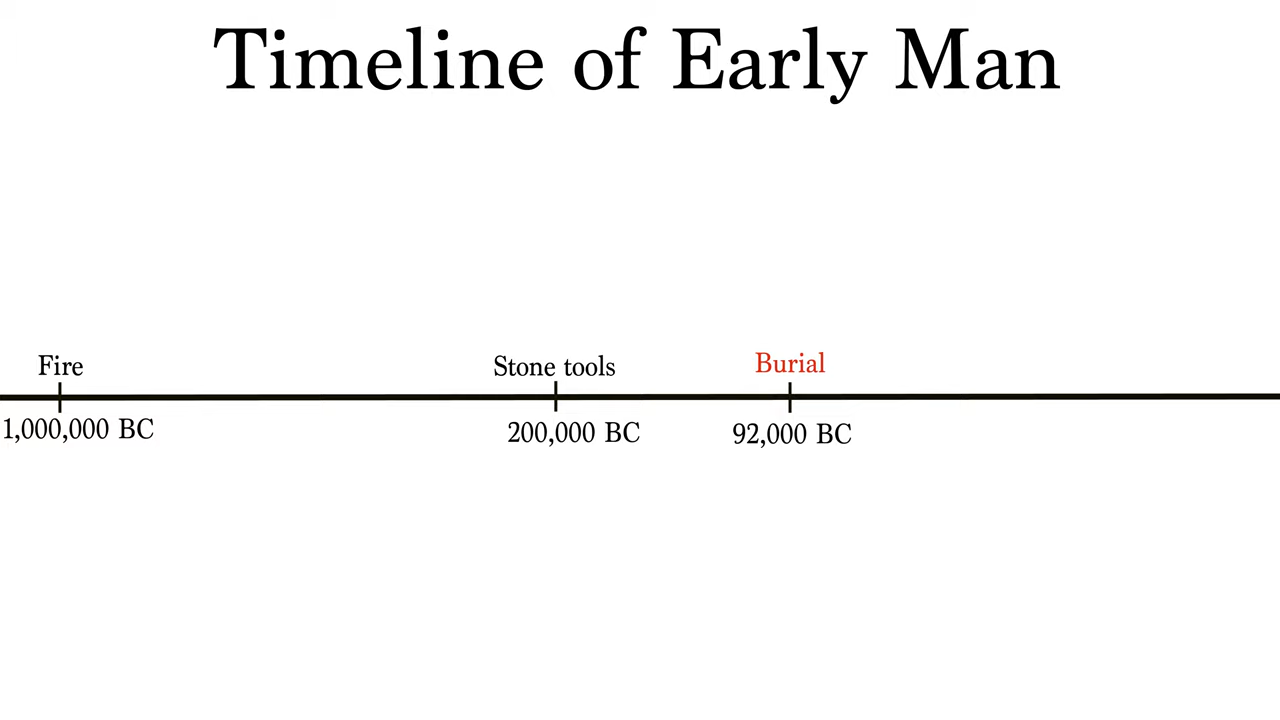 Timeline of Early Man
Fire
Stone tools
Burial
1,000,000 BC
200,000 BC
92,000 BC